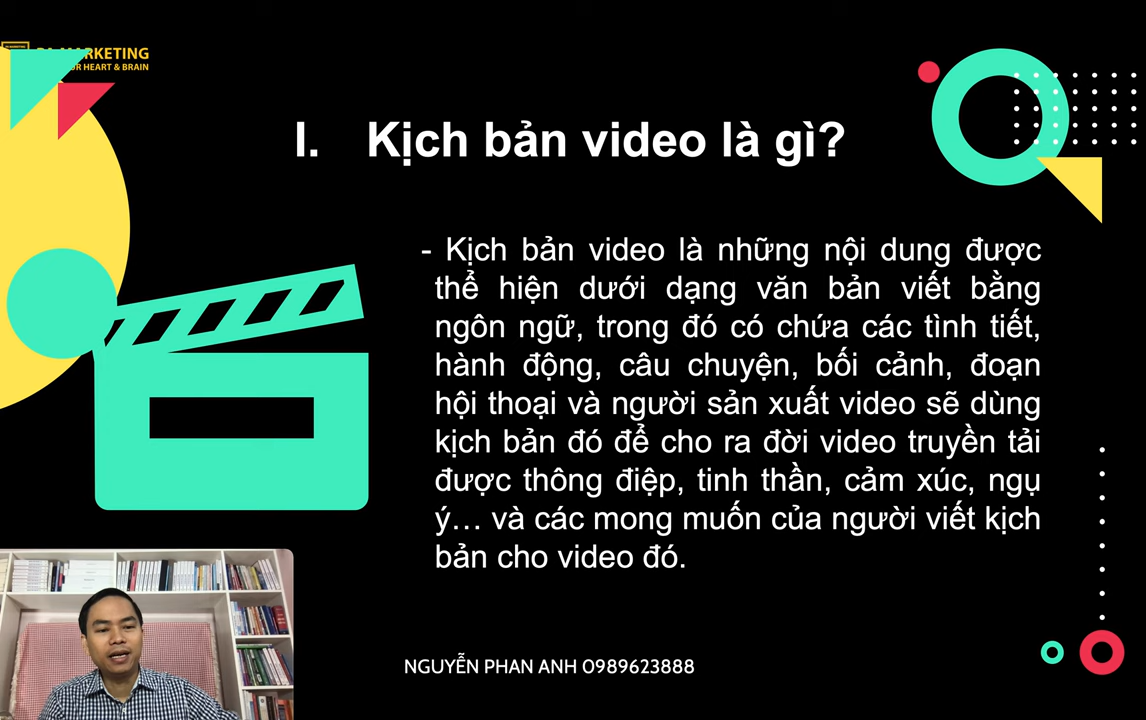 MARKETING
HEART & BRAIN
I. Kịch bản video là gì?
- Kịch bản video là những nội dung được
thể hiện dưới dạng văn bản viết bằng
ngôn ngữ, trong đó có chứa các tình tiết,
hành động, câu chuyện, bối cảnh, đoạn
hội thoại và người sản xuất video sẽ dùng
kịch bản đó để cho ra đời video truyền tải
được thông điệp, tinh thần, cảm xúc, ngụ
ý… và các mong muốn của người viết kịch
bản cho video đó.
NGUYỄN PHAN ANH 0989623888